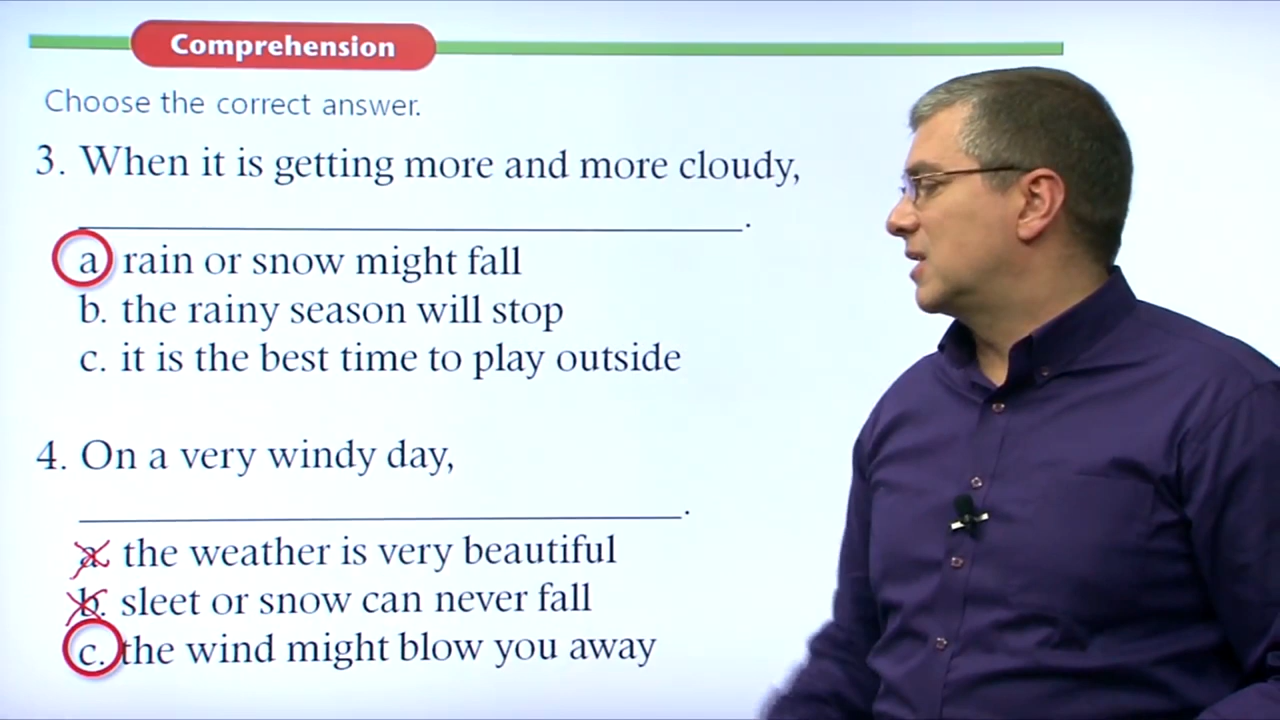 Comprehension
Choose the correct answer.
3. When it is getting more and more cloudy,
____________________.
a rain or snow might fall
b. the rainy season will stop
c. it is the best time to play outside
4. On a very windy day,
____________________.
a. the weather is very beautiful
b. sleet or snow can never fall
c. the wind might blow you away